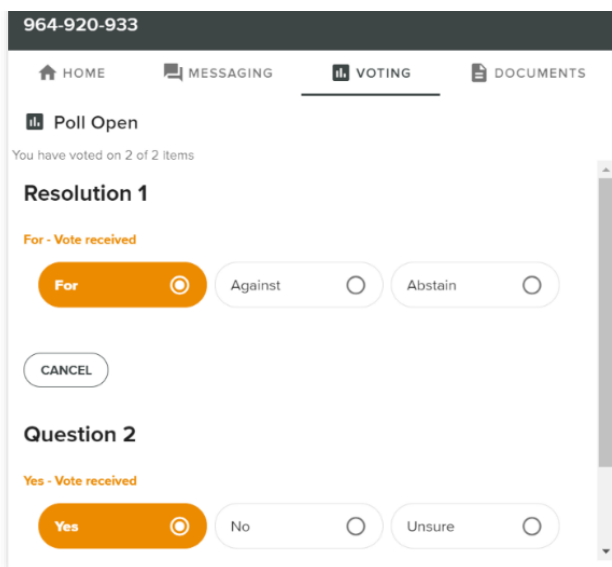 964-920-933
HOME MESSAGING VOTING DOCUMENTS
Poll Open
You have voted on 2 of 2 items
Resolution 1
For - Vote received
For Against Abstain
CANCEL
Question 2
Yes - Vote received
Yes No Unsure